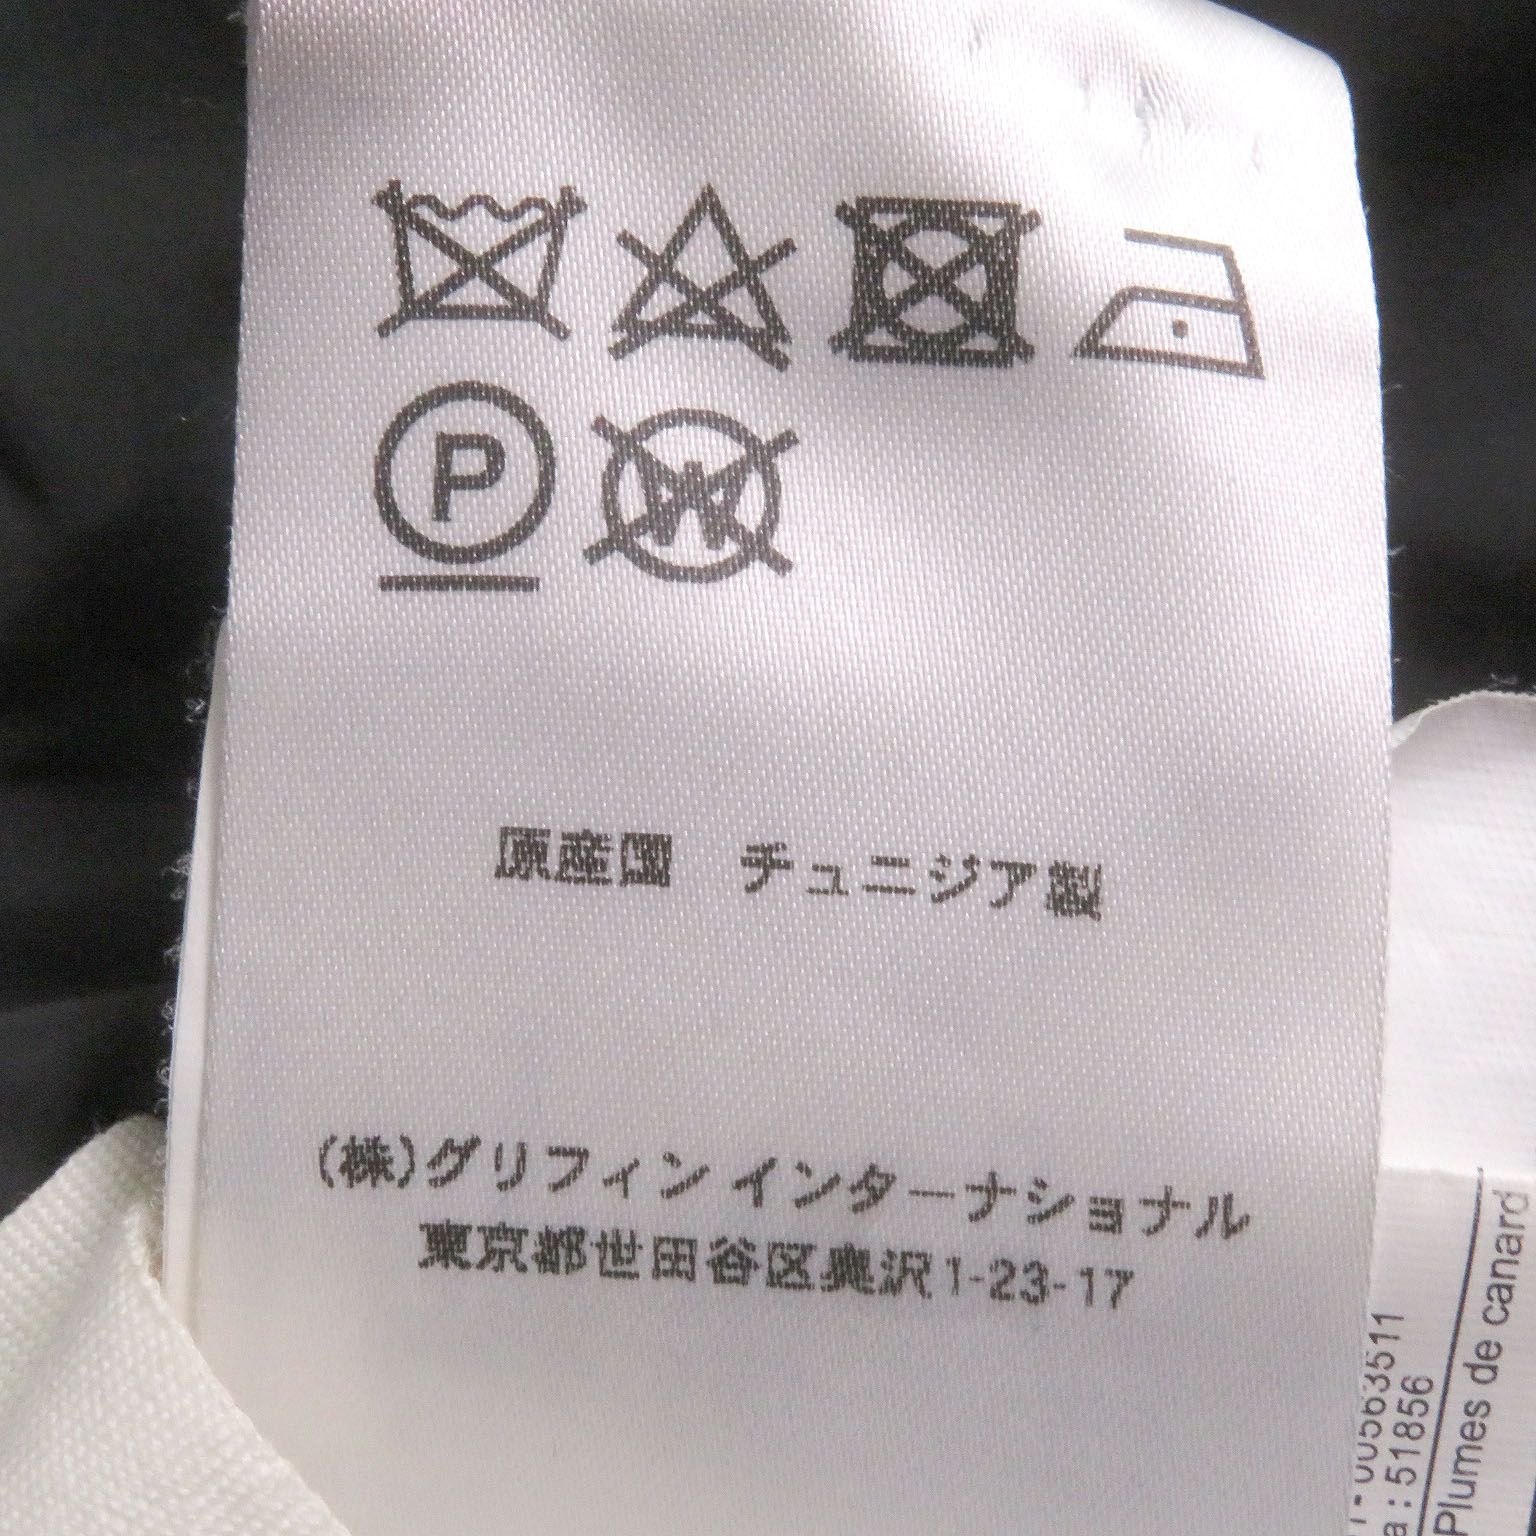 P
W
原産国　チュニジア製
(株)グリフィンインターナショナル
東京都世田谷区奥沢1-23-17
00563511
a : 51856
Plumes de canard